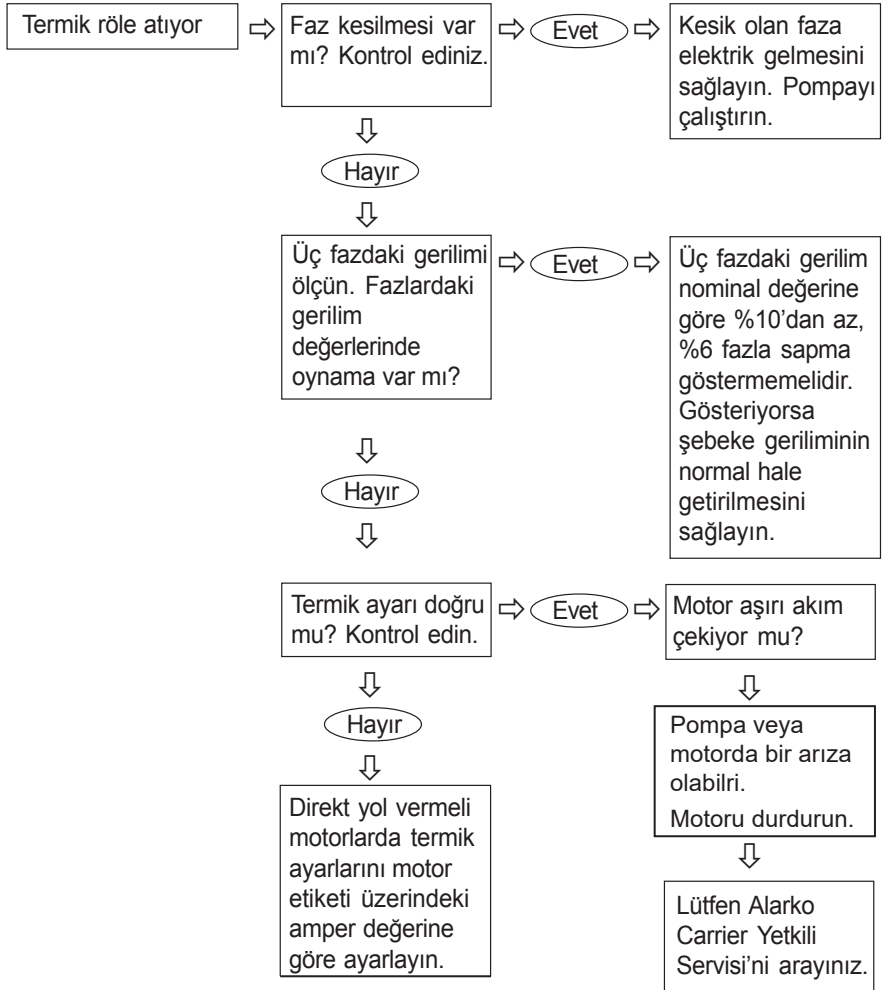 Termik röle atıyor
Faz kesilmesi var
mı? Kontrol ediniz.
Evet
Kesik olan faza
elektrik gelmesini
sağlayın. Pompayı
çalıştırın.
Hayır
Üç fazdaki gerilimi
ölçün. Fazlardaki
gerilim
değerlerinde
oynama var mı?
Evet
Üç fazdaki gerilim
nominal değerine
göre %10’dan az,
%6 fazla sapma
göstermemelidir.
Gösteriyorsa
şebeke geriliminin
normal hale
getirilmesini
sağlayın.
Hayır
Termik ayarı doğru
mu? Kontrol edin.
Evet
Motor aşırı akım
çekiyor mu?
Hayır
Pompa veya
motorda bir arıza
olabilri.
Motoru durdurun.
Direkt yol vermeli
motorlarda termik
ayarlarını motor
etiketi üzerindeki
amper değerine
göre ayarlayın.
Lütfen Alarko
Carrier Yetkili
Servisi’ni arayınız.